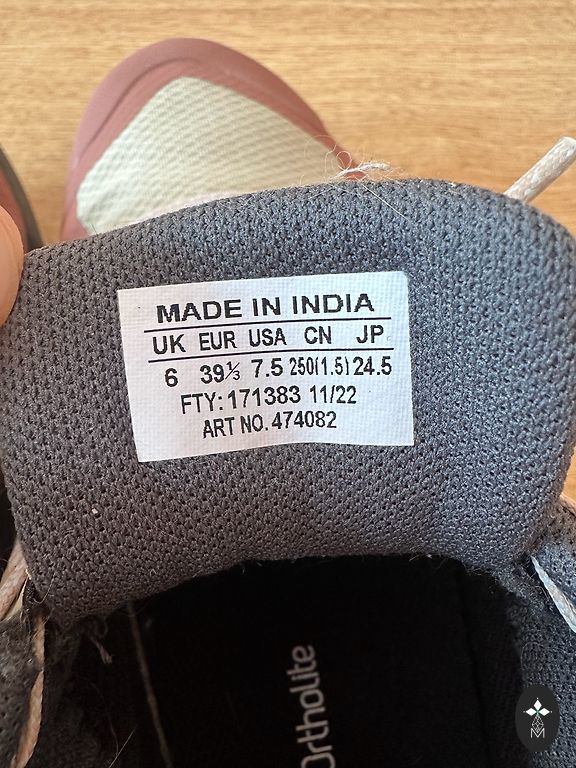 MADE IN INDIA
UK EUR USA CN JP
6 39⅓ 7.5 250(1.5) 24.5
FTY: 171383 11/22
ART NO. 474082
Ortholite
M